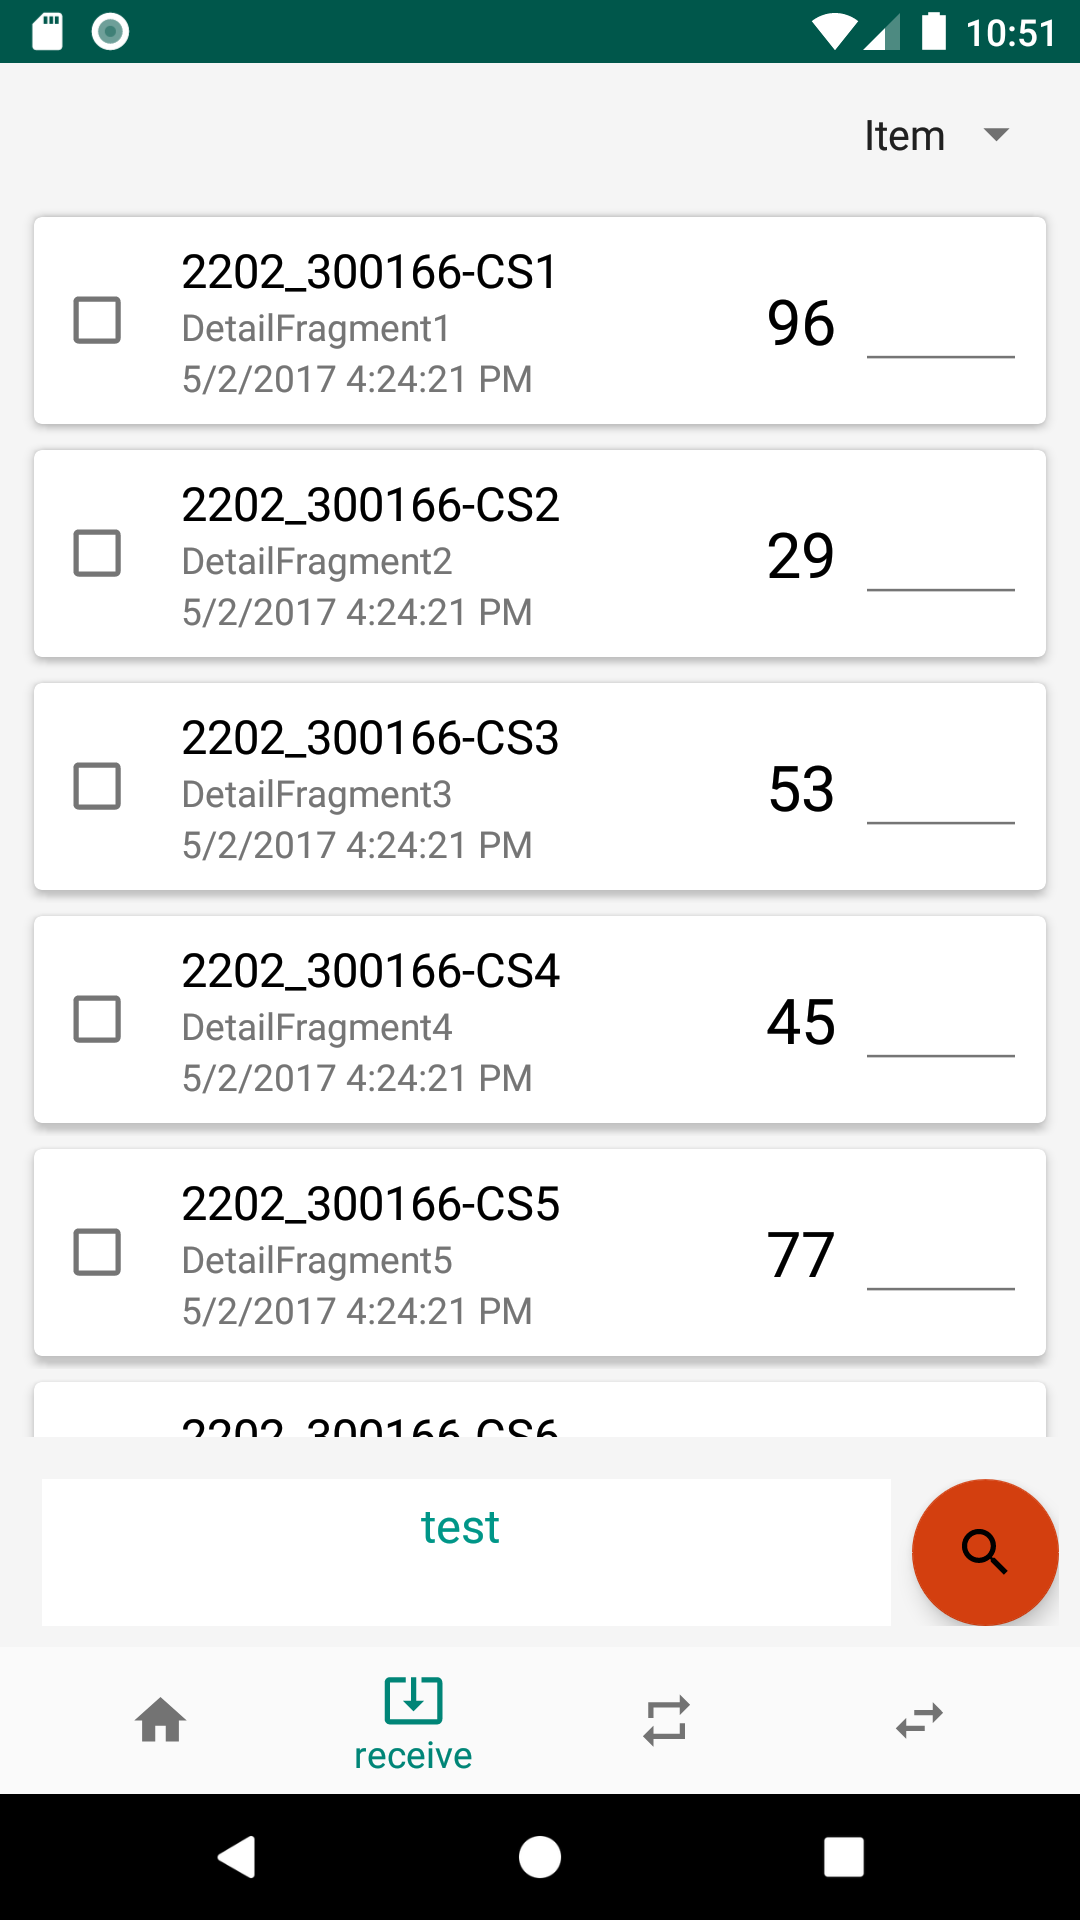 10:51
Item
2202_300166-CS1
DetailFragment1
5/2/2017 4:24:21 PM
96
2202_300166-CS2
DetailFragment2
5/2/2017 4:24:21 PM
29
2202_300166-CS3
DetailFragment3
5/2/2017 4:24:21 PM
53
2202_300166-CS4
DetailFragment4
5/2/2017 4:24:21 PM
45
2202_300166-CS5
DetailFragment5
5/2/2017 4:24:21 PM
77
2202_300166-CS6
test
receive